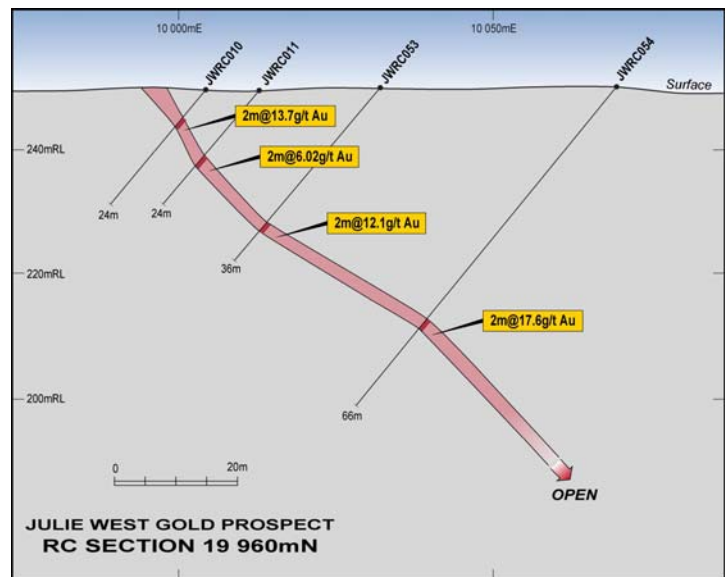 10 000mE
10 050mE
JWRC010
JWRC011
JWRC053
JWRC054
Surface
2m@13.7g/t Au
240mRL
2m@6.02g/t Au
24m
24m
2m@12.1g/t Au
36m
220mRL
2m@17.6g/t Au
200mRL
66m
0
20m
OPEN
JULIE WEST GOLD PROSPECT
RC SECTION 19 960mN